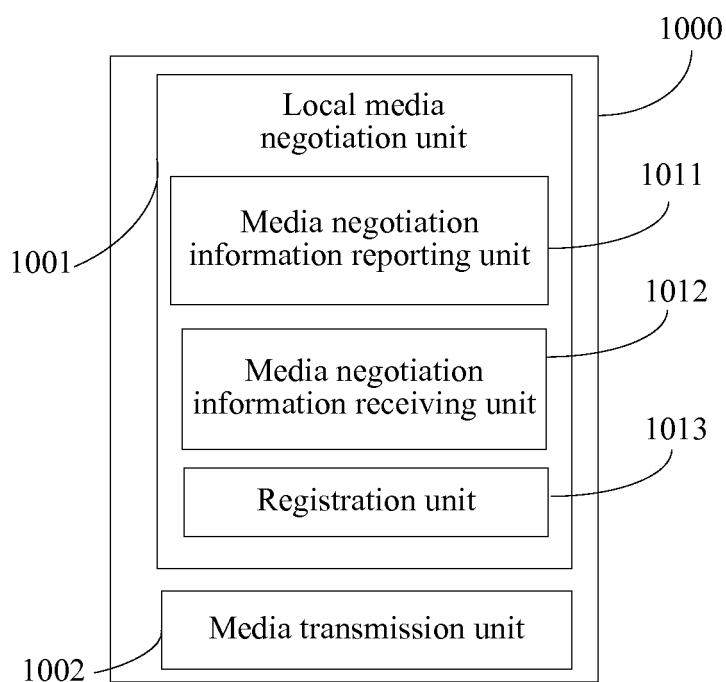 1000
Local media
negotiation unit
1011
Media negotiation
information reporting unit
1001
1012
Media negotiation
information receiving unit
1013
Registration unit
Media transmission unit
1002